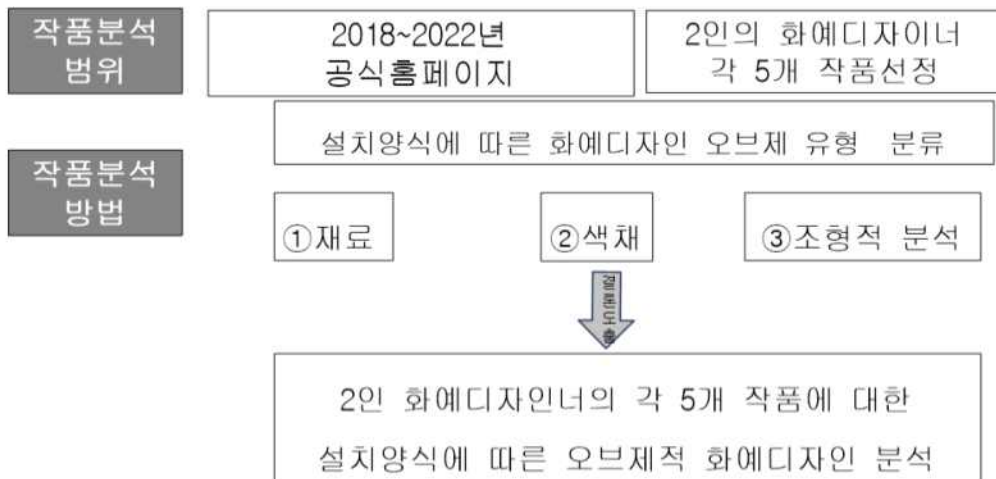 작품분석
범위
2018~2022년
공식홈페이지
2인의 화예디자이너
각 5개 작품선정
작품분석
방법
설치양식에 따른 화예디자인 오브제 유형 분류
①재료
②색채
③조형적 분석
2인 화예디자인너의 각 5개 작품에 대한
설치양식에 따른 오브제적 화예디자인 분석